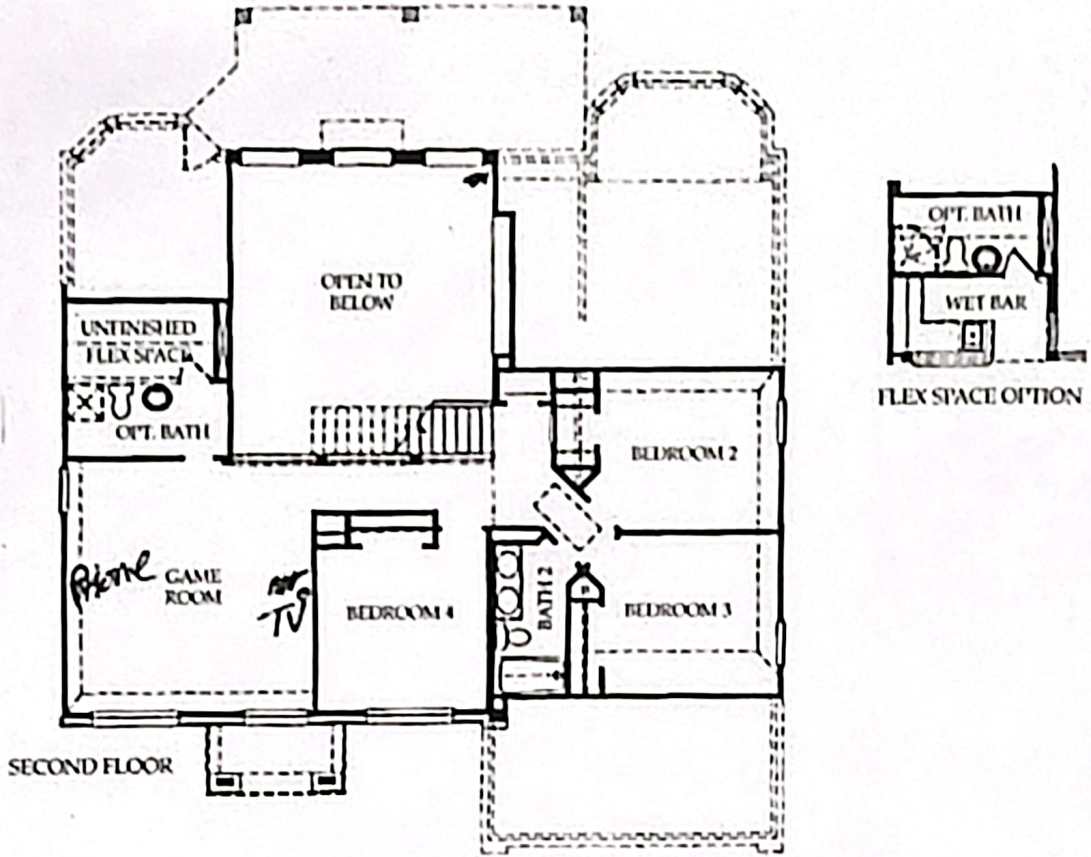 OPT. BATH
WET BAR
FLEX SPACE OPTION
OPEN TO
BELOW
UNFINISHED
FLEX SPACE
OPT. BATH
BEDROOM 2
Phone
GAME
ROOM
TV
BEDROOM 4
BATH 2
BEDROOM 3
SECOND FLOOR